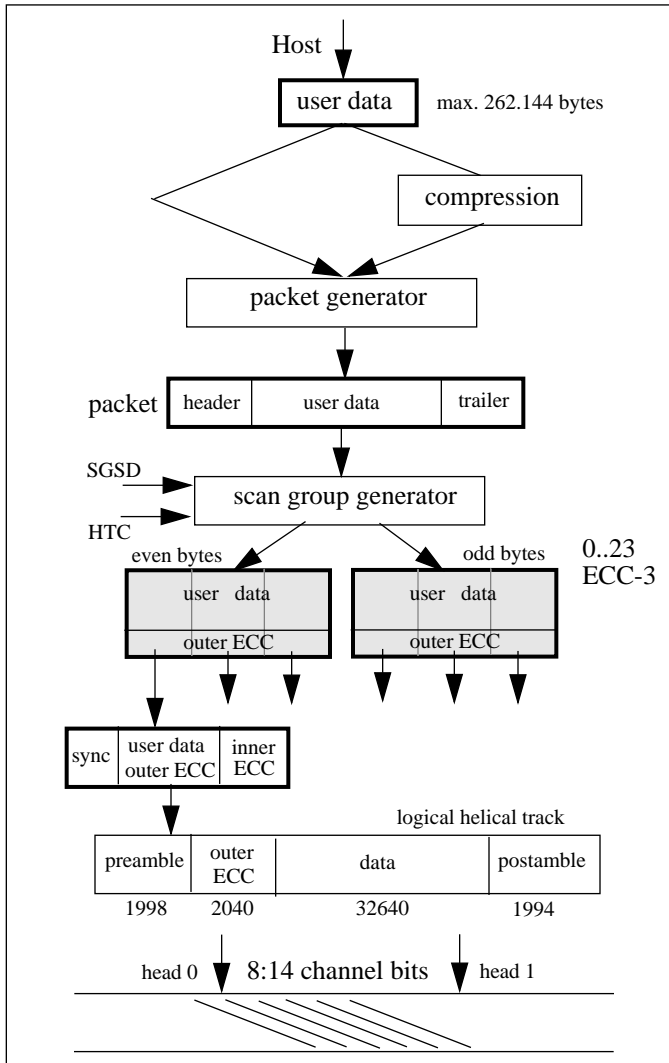 Host
user data
max. 262.144 bytes
compression
packet generator
packet
header
user data
trailer
SGSD
scan group generator
HTC
even bytes
odd bytes
0..23
ECC-3
user data
user data
outer ECC
outer ECC
sync
user data
outer ECC
inner
ECC
logical helical track
preamble
outer
ECC
data
postamble
1998
2040
32640
1994
head 0
8:14 channel bits
head 1